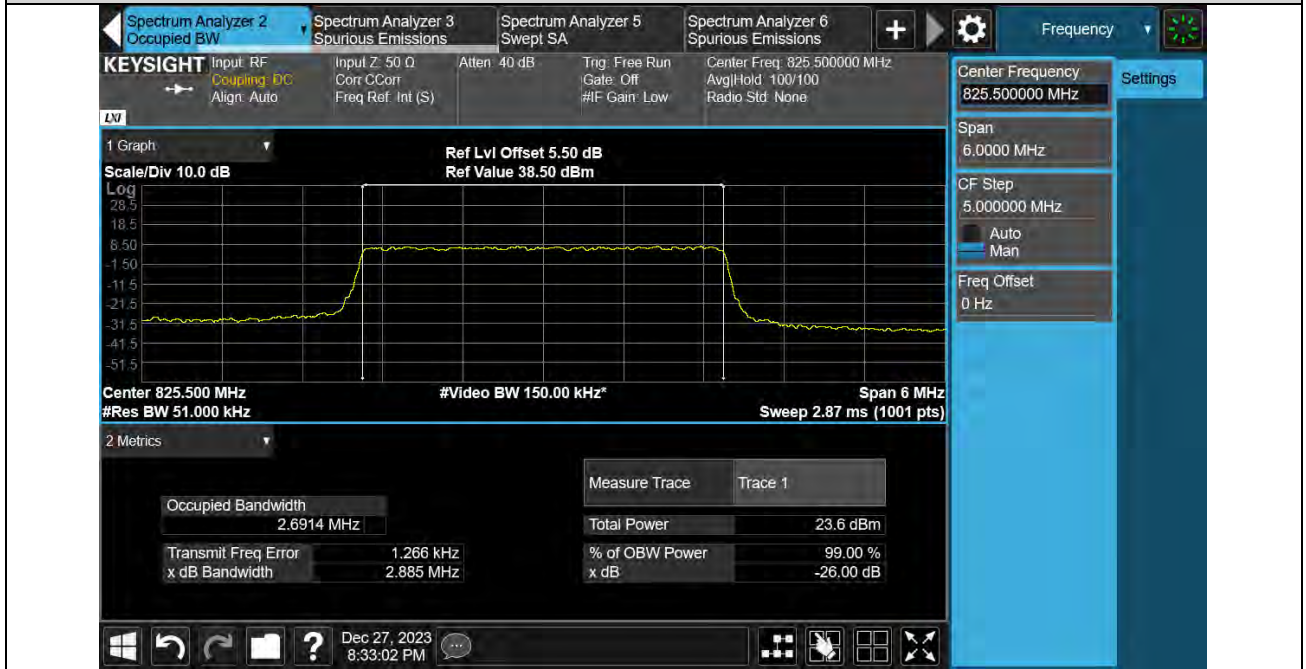 Spectrum Analyzer 2
Occupied BW
Spectrum Analyzer 3
Spurious Emissions
Spectrum Analyzer 5
Swept SA
Spectrum Analyzer 6
Spurious Emissions
+
Frequency
KEYSIGHT
LXI
Input: RF
Coupling: DC
Align: Auto
Input Z: 50 Ω
Corr CCorr
Freq Ref: Int (S)
Atten: 40 dB
Trig: Free Run
Gate: Off
#IF Gain: Low
Center Freq: 825.500000 MHz
Avg|Hold: 100/100
Radio Std: None
Center Frequency
825.500000 MHz
Settings
Span
6.0000 MHz
CF Step
5.000000 MHz
Auto
Man
Freq Offset
0 Hz
1 Graph
Scale/Div 10.0 dB
Ref Lvl Offset 5.50 dB
Ref Value 38.50 dBm
Log
28.5
18.5
8.50
-1.50
-11.5
-21.5
-31.5
-41.5
-51.5
Center 825.500 MHz
#Video BW 150.00 kHz*
Span 6 MHz
#Res BW 51.000 kHz
Sweep 2.87 ms (1001 pts)
2 Metrics
Measure Trace Trace 1
Occupied Bandwidth
2.6914 MHz
Total Power 23.6 dBm
Transmit Freq Error 1.266 kHz
% of OBW Power 99.00 %
x dB Bandwidth 2.885 MHz
x dB -26.00 dB
?
Dec 27, 2023
8:33:02 PM